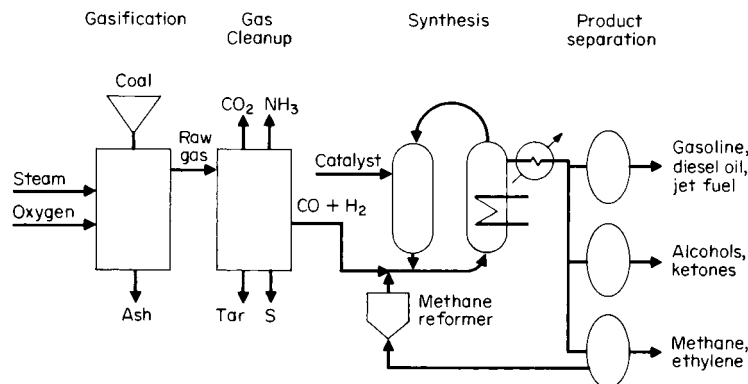 Gasification
Gas
Cleanup
Synthesis
Product
separation
Coal
CO₂
NH₃
Raw
gas
Steam
Oxygen
Catalyst
CO + H₂
Ash
Tar
S
Methane
reformer
Gasoline,
diesel oil,
jet fuel
Alcohols,
ketones
Methane,
ethylene